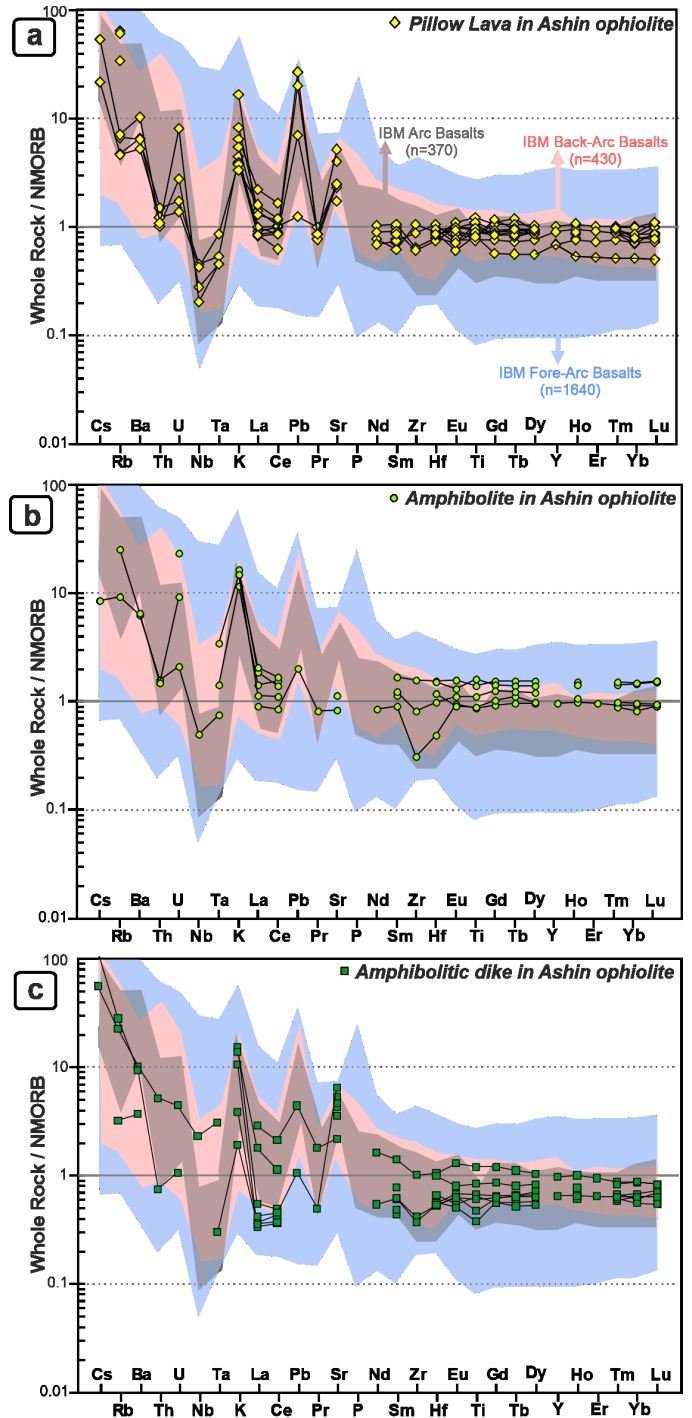 a
Pillow Lava in Ashin ophiolite
100
10
1
0.1
0.01
Whole Rock / NMORB
IBM Arc Basalts
(n=370)
IBM Back-Arc Basalts
(n=430)
IBM Fore-Arc Basalts
(n=1640)
Cs Ba U Ta La Pb Sr Nd Zr Eu Gd Dy Ho Tm Lu
Rb Th Nb K Ce Pr P Sm Hf Ti Tb Y Er Yb
b
Amphibolite in Ashin ophiolite
100
10
1
0.1
0.01
Whole Rock / NMORB
Cs Ba U Ta La Pb Sr Nd Zr Eu Gd Dy Ho Tm Lu
Rb Th Nb K Ce Pr P Sm Hf Ti Tb Y Er Yb
c
Amphibolitic dike in Ashin ophiolite
100
10
1
0.1
0.01
Whole Rock / NMORB
Cs Ba U Ta La Pb Sr Nd Zr Eu Gd Dy Ho Tm Lu
Rb Th Nb K Ce Pr P Sm Hf Ti Tb Y Er Yb